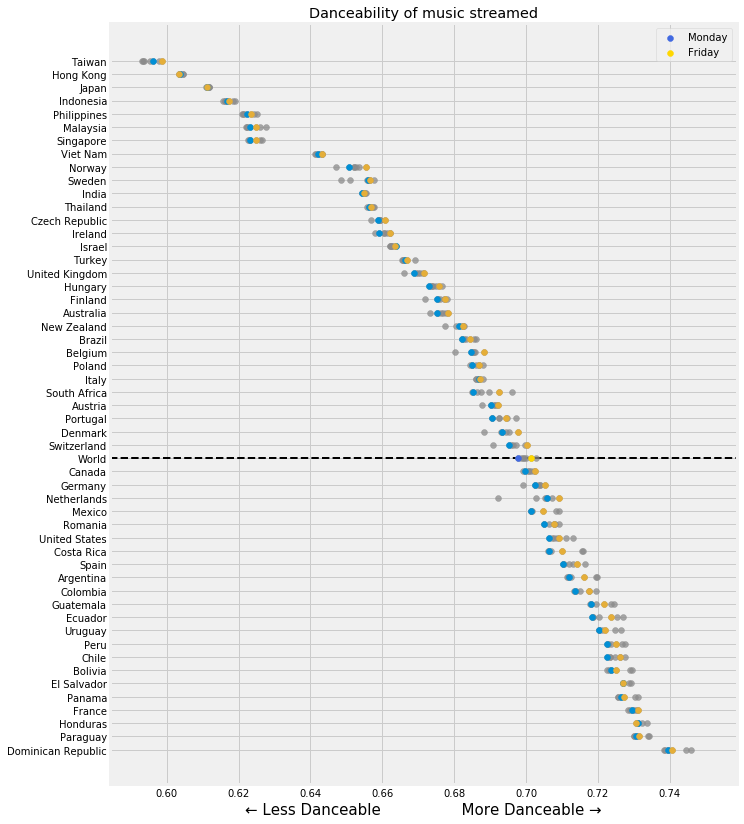 Danceability of music streamed
Monday
Friday
Taiwan
Hong Kong
Japan
Indonesia
Philippines
Malaysia
Singapore
Viet Nam
Norway
Sweden
India
Thailand
Czech Republic
Ireland
Israel
Turkey
United Kingdom
Hungary
Finland
Australia
New Zealand
Brazil
Belgium
Poland
Italy
South Africa
Austria
Portugal
Denmark
Switzerland
World
Canada
Germany
Netherlands
Mexico
Romania
United States
Costa Rica
Spain
Argentina
Colombia
Guatemala
Ecuador
Uruguay
Peru
Chile
Bolivia
El Salvador
Panama
France
Honduras
Paraguay
Dominican Republic
0.60 0.62 0.64 0.66 0.68 0.70 0.72 0.74
← Less Danceable More Danceable →